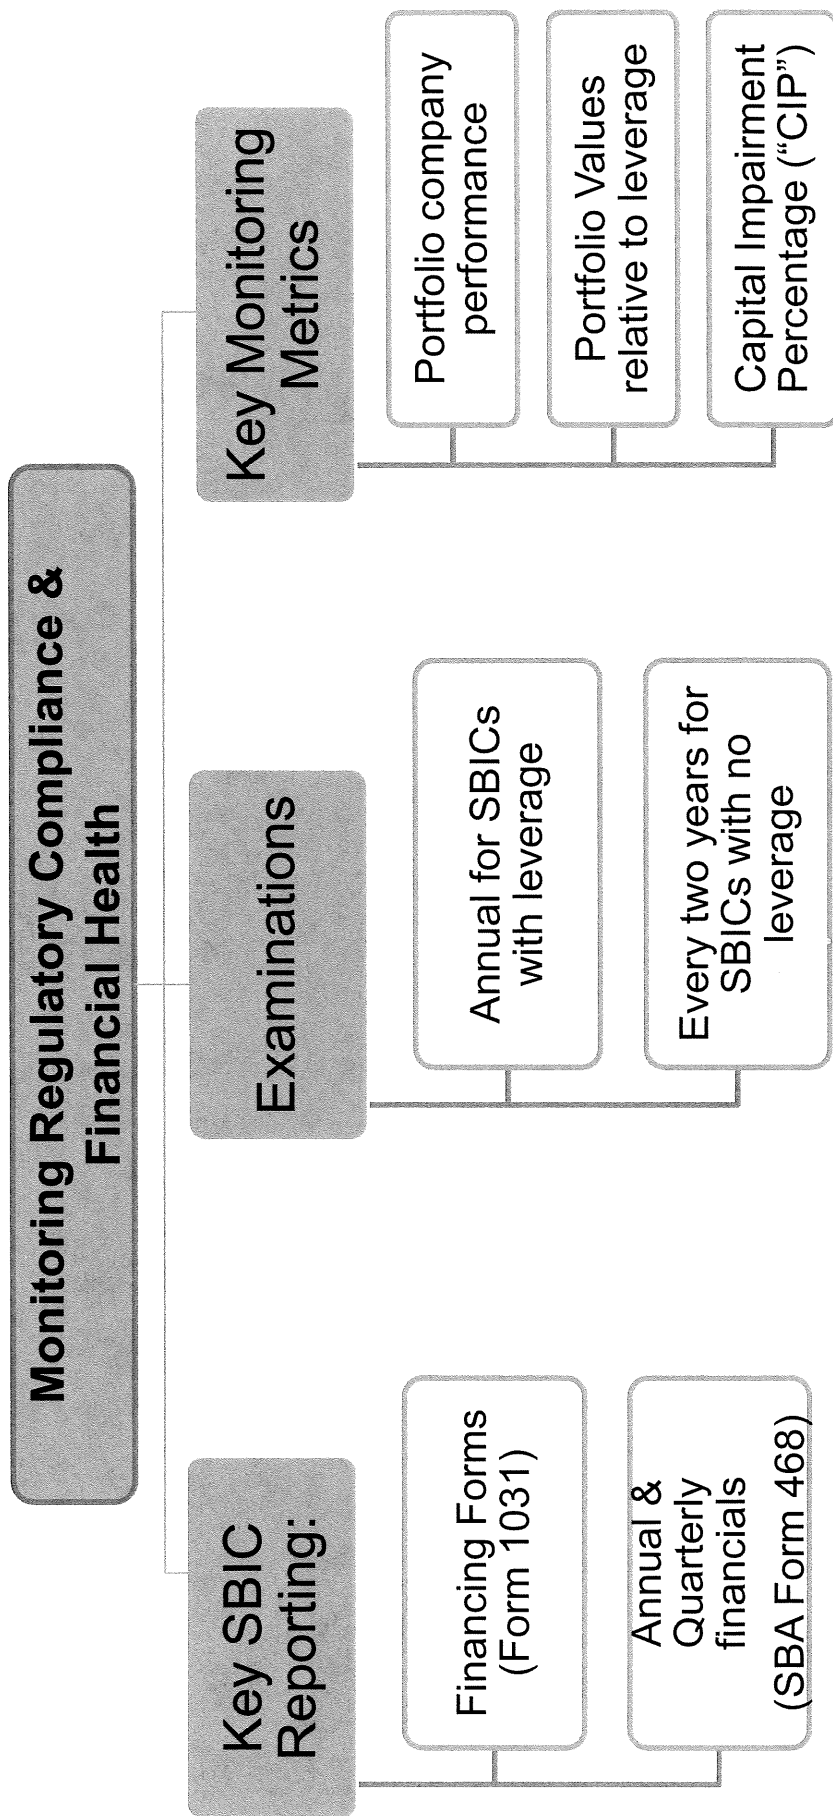 Monitoring Regulatory Compliance &
Financial Health
Key SBIC
Reporting:
Financing Forms
(Form 1031)
Annual &
Quarterly
financials
(SBA Form 468)
Examinations
Annual for SBICs
with leverage
Every two years for
SBICs with no
leverage
Key Monitoring
Metrics
Portfolio company
performance
Portfolio Values
relative to leverage
Capital Impairment
Percentage (“CIP”)